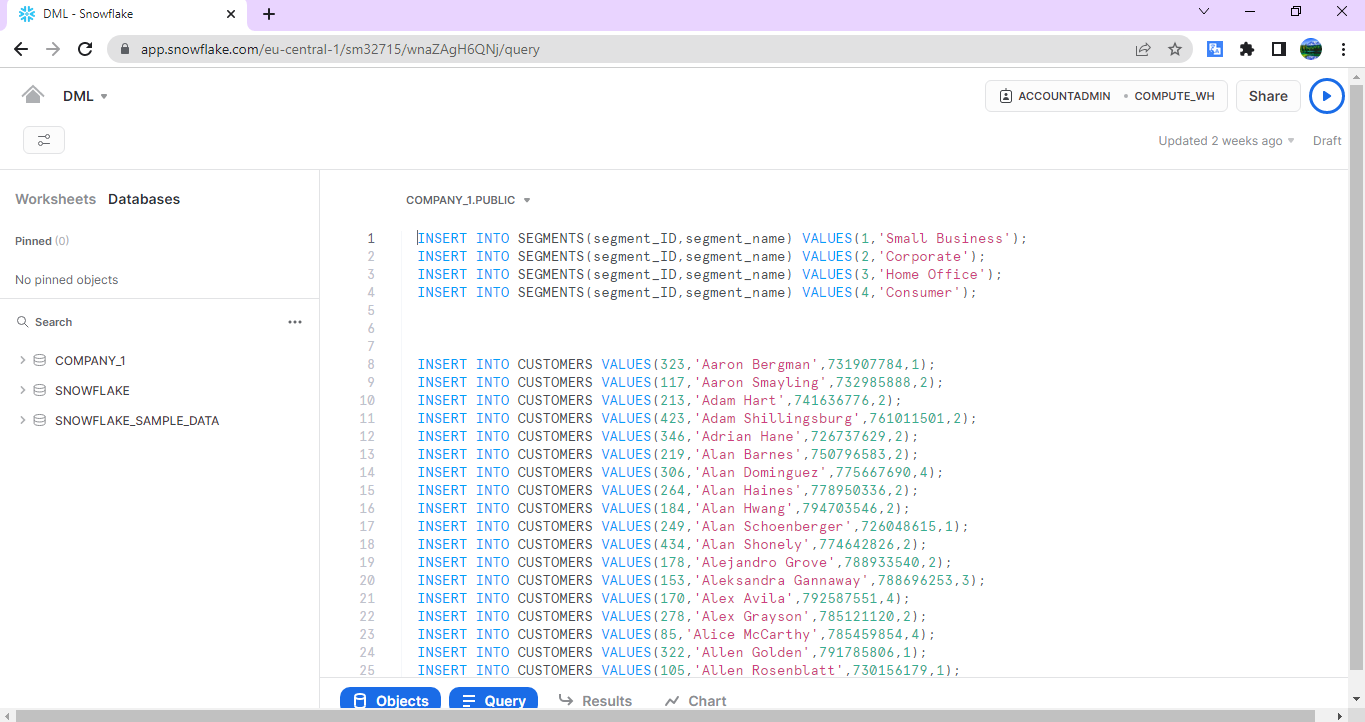 DML - Snowflake
app.snowflake.com/eu-central-1/sm32715/wnaZAgH6QNj/query
DML
ACCOUNTADMIN • COMPUTE_WH
Share
Updated 2 weeks ago
Draft
Worksheets Databases
Pinned (0)
No pinned objects
Search
COMPANY_1
SNOWFLAKE
SNOWFLAKE_SAMPLE_DATA
COMPANY_1.PUBLIC
1 INSERT INTO SEGMENTS(segment_ID,segment_name) VALUES(1,'Small Business');
2 INSERT INTO SEGMENTS(segment_ID,segment_name) VALUES(2,'Corporate');
3 INSERT INTO SEGMENTS(segment_ID,segment_name) VALUES(3,'Home Office');
4 INSERT INTO SEGMENTS(segment_ID,segment_name) VALUES(4,'Consumer');
5
6
7
8 INSERT INTO CUSTOMERS VALUES(323,'Aaron Bergman',731907784,1);
9 INSERT INTO CUSTOMERS VALUES(117,'Aaron Smayling',732985888,2);
10 INSERT INTO CUSTOMERS VALUES(213,'Adam Hart',741636776,2);
11 INSERT INTO CUSTOMERS VALUES(423,'Adam Shillingsburg',761011501,2);
12 INSERT INTO CUSTOMERS VALUES(346,'Adrian Hane',726737629,2);
13 INSERT INTO CUSTOMERS VALUES(219,'Alan Barnes',750796583,2);
14 INSERT INTO CUSTOMERS VALUES(306,'Alan Dominguez',775667690,4);
15 INSERT INTO CUSTOMERS VALUES(264,'Alan Haines',778950336,2);
16 INSERT INTO CUSTOMERS VALUES(184,'Alan Hwang',794703546,2);
17 INSERT INTO CUSTOMERS VALUES(249,'Alan Schoenberger',726048615,1);
18 INSERT INTO CUSTOMERS VALUES(434,'Alan Shonely',774642826,2);
19 INSERT INTO CUSTOMERS VALUES(178,'Alejandro Grove',788933540,2);
20 INSERT INTO CUSTOMERS VALUES(153,'Aleksandra Gannaway',788696253,3);
21 INSERT INTO CUSTOMERS VALUES(170,'Alex Avila',792587551,4);
22 INSERT INTO CUSTOMERS VALUES(278,'Alex Grayson',785121120,2);
23 INSERT INTO CUSTOMERS VALUES(85,'Alice McCarthy',785459854,4);
24 INSERT INTO CUSTOMERS VALUES(322,'Allen Golden',791785806,1);
25 INSERT INTO CUSTOMERS VALUES(105,'Allen Rosenblatt',730156179,1);
Objects Query Results Chart